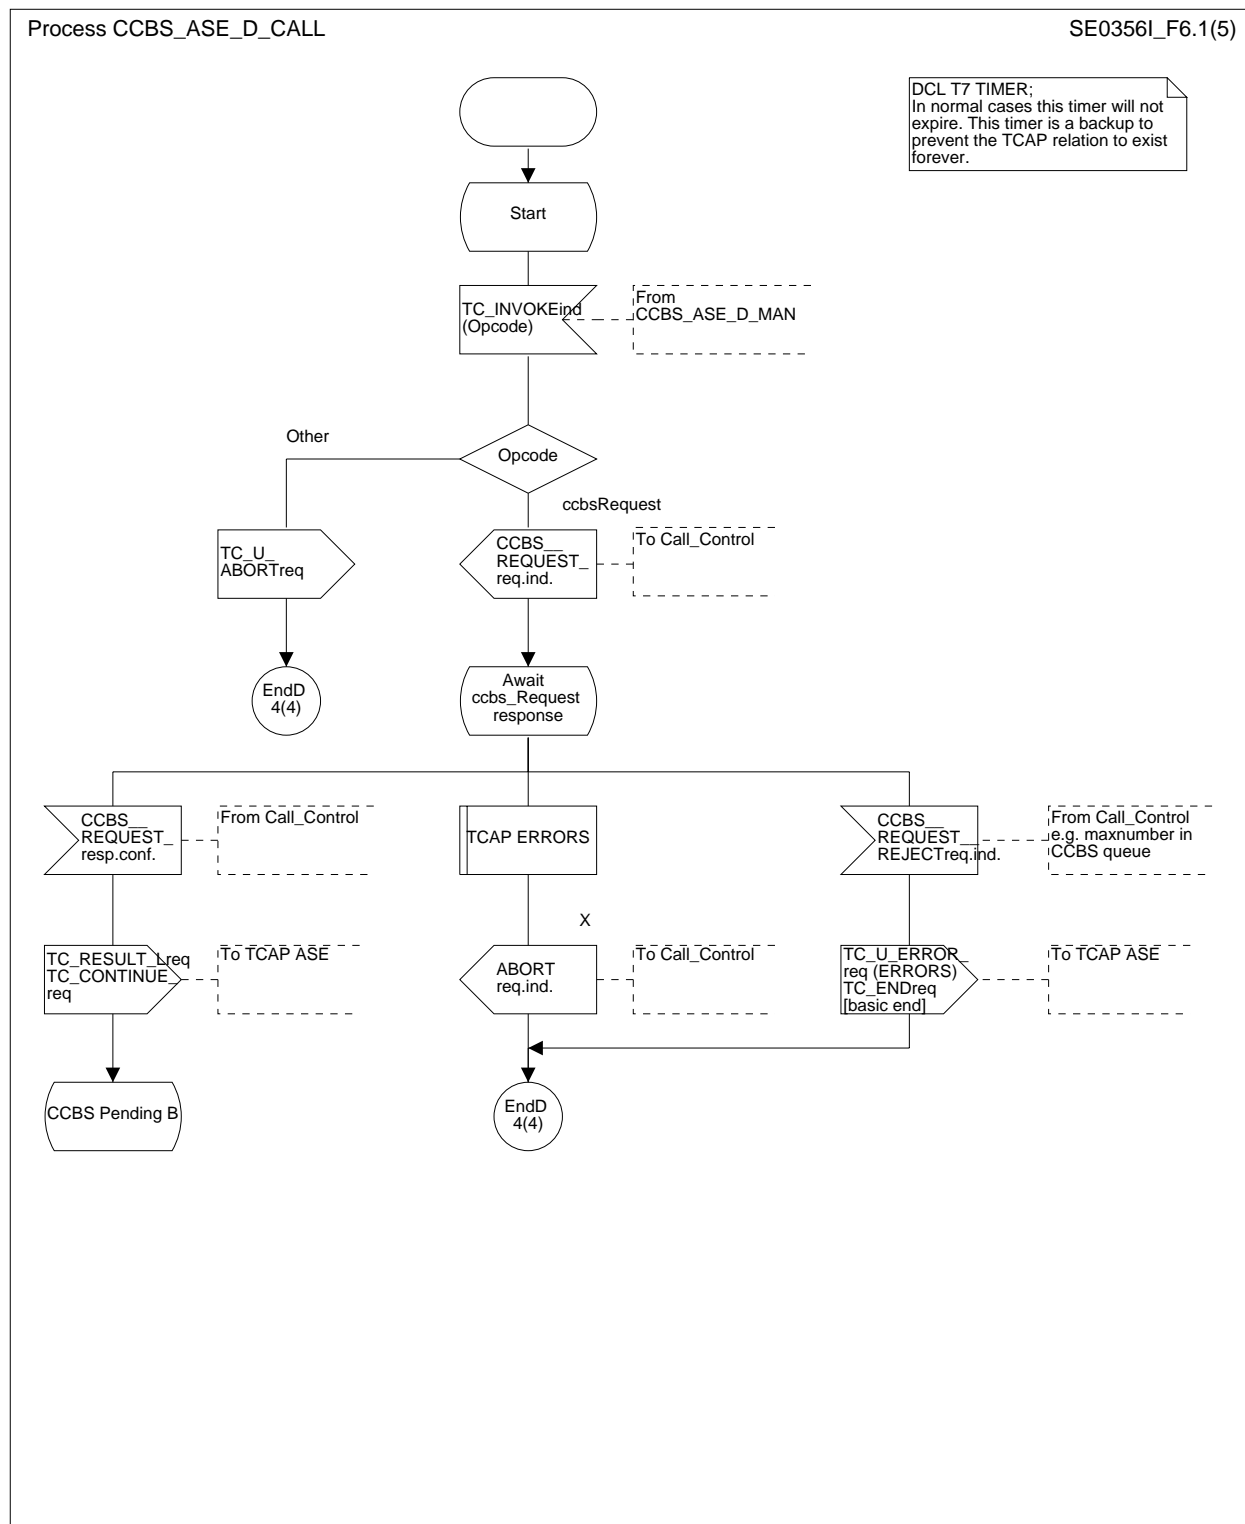 Process CCBS_ASE_D_CALL
SE0356I_F6.1(5)
DCL T7 TIMER;
In normal cases this timer will not
expire. This timer is a backup to
prevent the TCAP relation to exist
forever.
Start
TC_INVOKEind
(Opcode)
From
CCBS_ASE_D_MAN
Other
Opcode
ccbsRequest
TC_U_
ABORTreq
CCBS__
REQUEST_
req.ind.
To Call_Control
EndD
4(4)
Await
ccbs_Request
response
CCBS__
REQUEST_
resp.conf.
From Call_Control
TCAP ERRORS
CCBS__
REQUEST__
REJECTreq.ind.
From Call_Control
e.g. maxnumber in
CCBS queue
X
TC_RESULT_Lreq
TC_CONTINUE_
req
To TCAP ASE
ABORT
req.ind.
To Call_Control
TC_U_ERROR_
req (ERRORS)
TC_ENDreq
[basic end]
To TCAP ASE
CCBS Pending B
EndD
4(4)